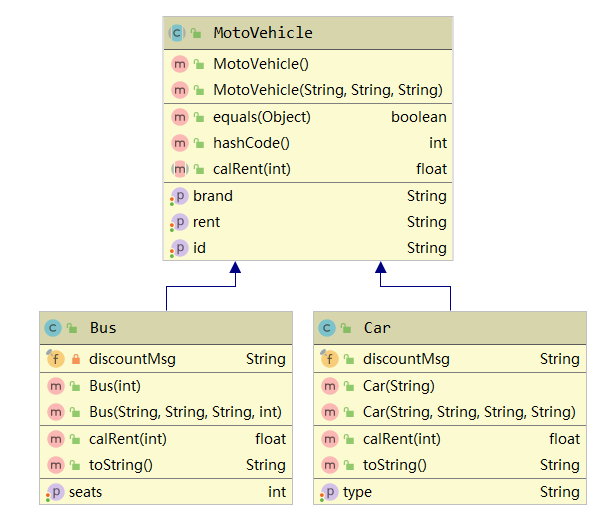 MotoVehicle
MotoVehicle()
MotoVehicle(String, String, String)
equals(Object) boolean
hashCode() int
calRent(int) float
brand String
rent String
id String
Bus
discountMsg String
Bus(int)
Bus(String, String, String, int)
calRent(int) float
toString() String
seats int
Car
discountMsg String
Car(String)
Car(String, String, String, String)
calRent(int) float
toString() String
type String